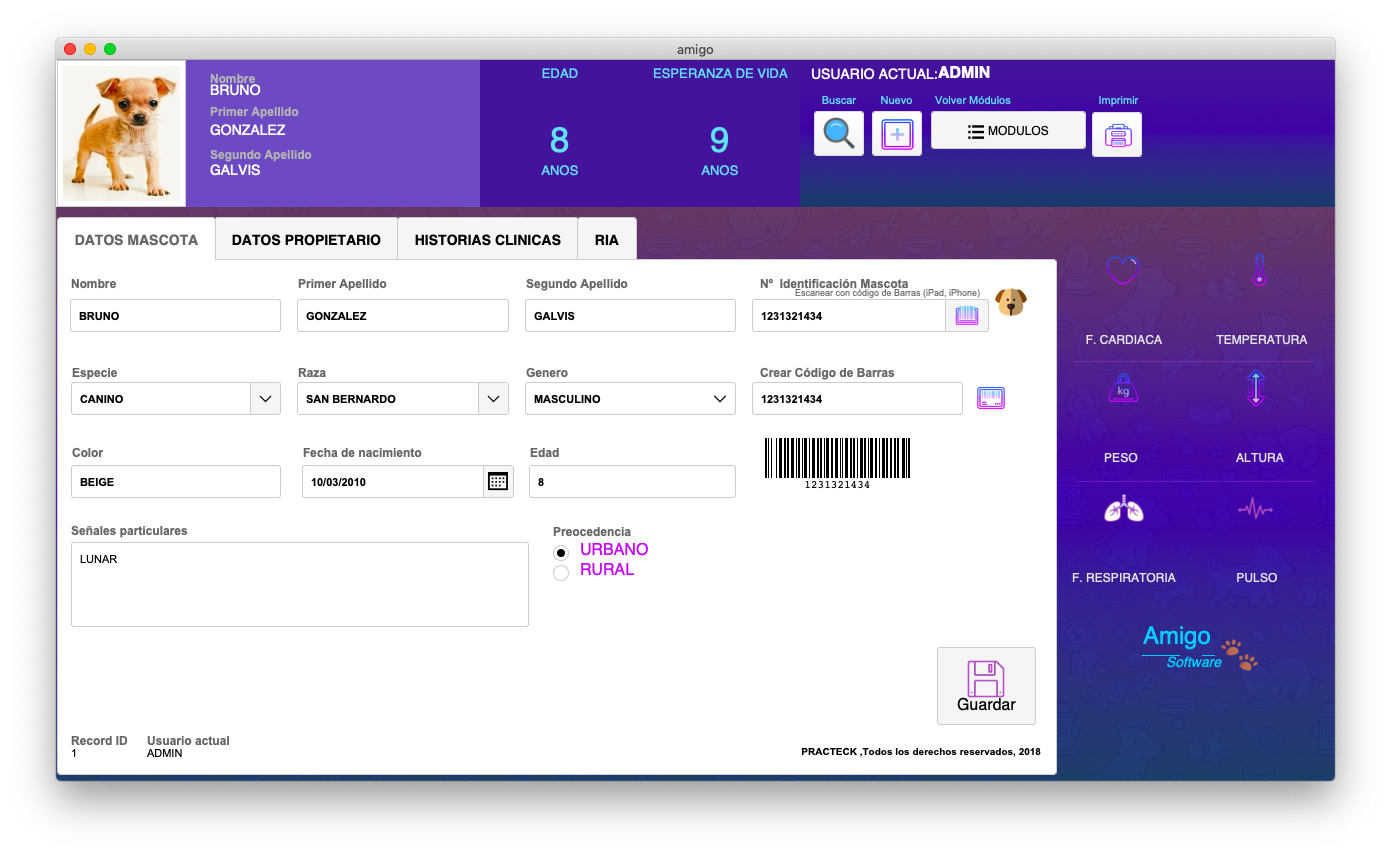 amigo
Nombre
BRUNO
Primer Apellido
GONZALEZ
Segundo Apellido
GALVIS
EDAD
8
ANOS
ESPERANZA DE VIDA
9
ANOS
USUARIO ACTUAL:ADMIN
Buscar
Nuevo
Volver Módulos
MODULOS
Imprimir
DATOS MASCOTA
DATOS PROPIETARIO
HISTORIAS CLINICAS
RIA
Nombre
BRUNO
Primer Apellido
GONZALEZ
Segundo Apellido
GALVIS
Nº Identificación Mascota
Escanear con código de Barras (iPad, iPhone)
1231321434
Especie
CANINO
Raza
SAN BERNARDO
Genero
MASCULINO
Crear Código de Barras
1231321434
Color
BEIGE
Fecha de nacimiento
10/03/2010
Edad
8
1231321434
Señales particulares
LUNAR
Preocedencia
URBANO
RURAL
Guardar
Record ID
1
Usuario actual
ADMIN
PRACTECK ,Todos los derechos reservados, 2018
F. CARDIACA
TEMPERATURA
kg
PESO
ALTURA
F. RESPIRATORIA
PULSO
Amigo
Software